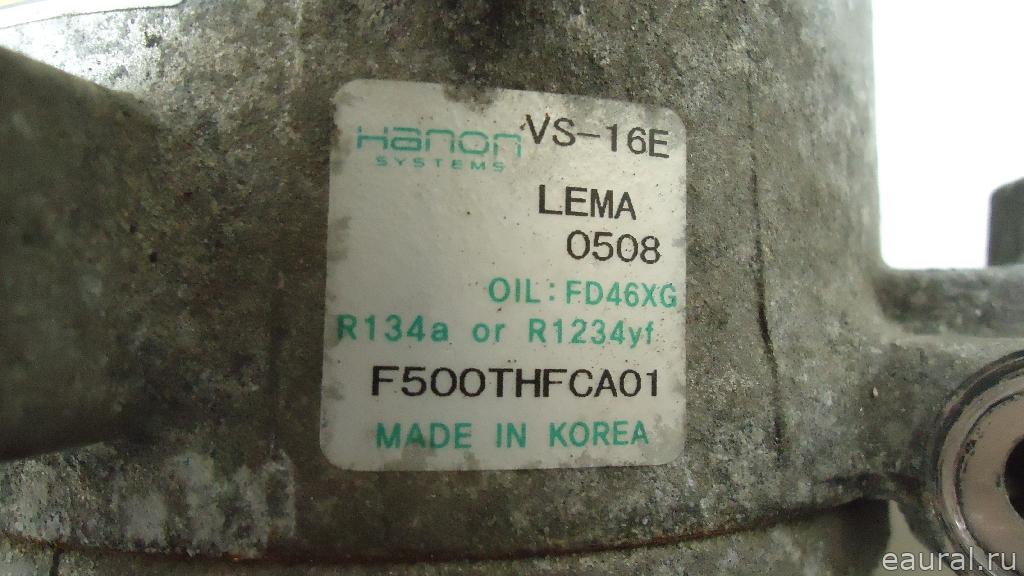 Hanon VS-16E
SYSTEMS
LEMA
0508
OIL: FD46XG
R134a or R1234yf
F500THFCA01
MADE IN KOREA
eaural.ru